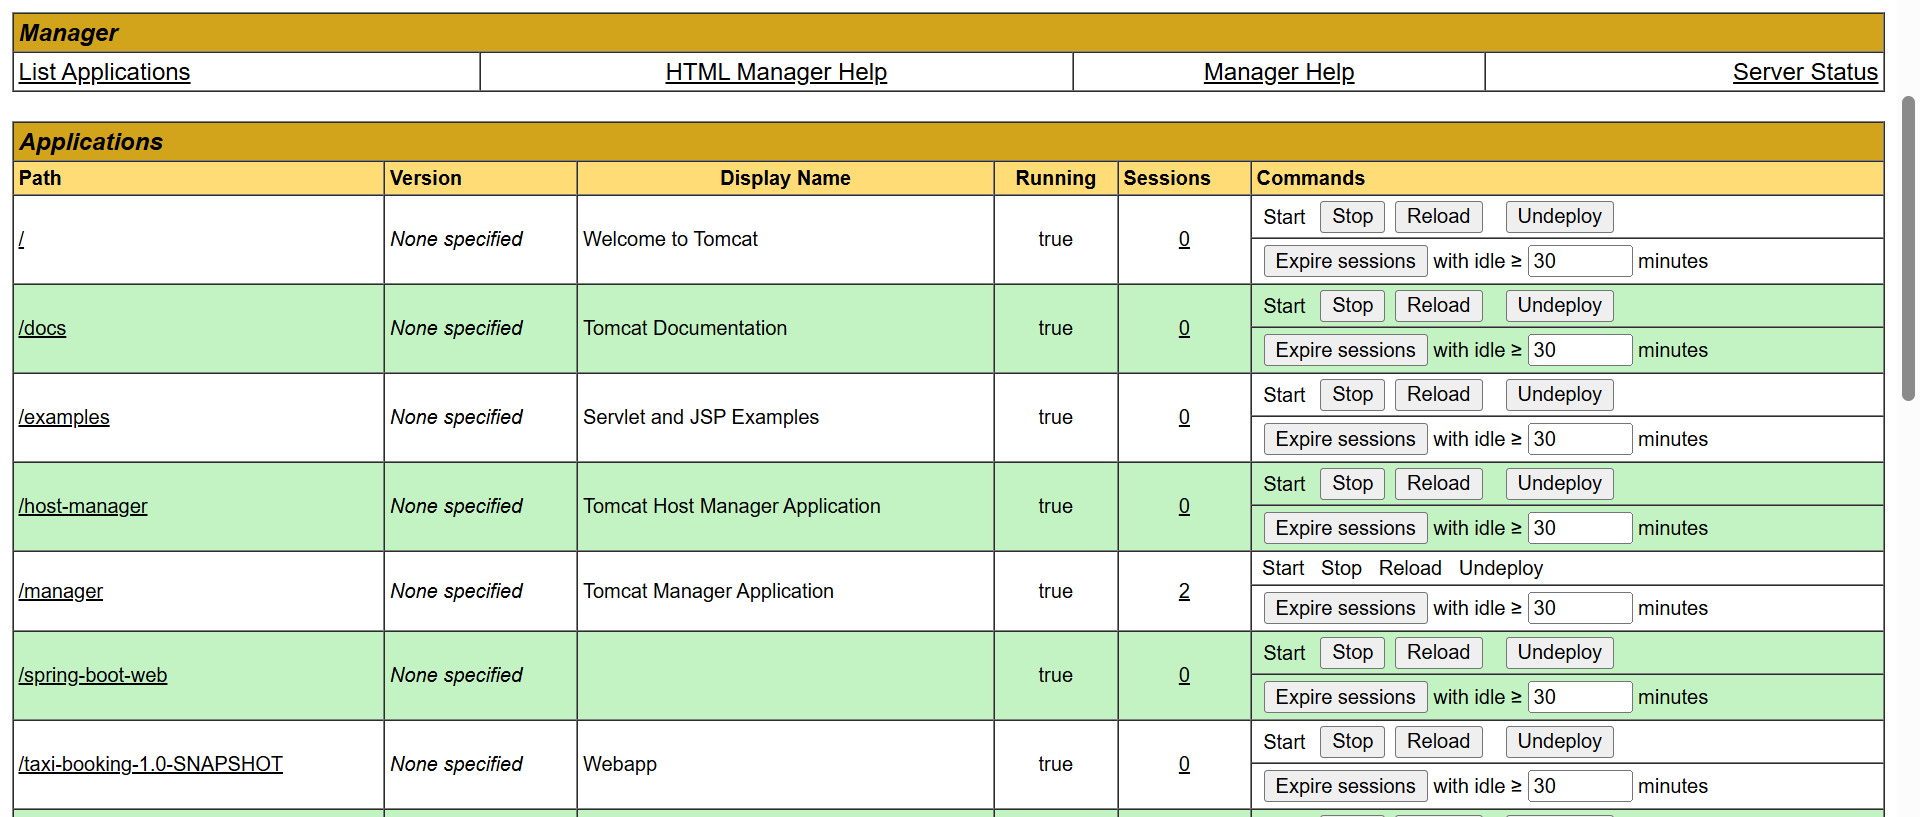 Manager
List Applications HTML Manager Help Manager Help Server Status
Applications
Path Version Display Name Running Sessions Commands
Start Stop Reload Undeploy
/ None specified Welcome to Tomcat true 0
Expire sessions with idle ≥ 30 minutes
Start Stop Reload Undeploy
/docs None specified Tomcat Documentation true 0
Expire sessions with idle ≥ 30 minutes
Start Stop Reload Undeploy
/examples None specified Servlet and JSP Examples true 0
Expire sessions with idle ≥ 30 minutes
Start Stop Reload Undeploy
/host-manager None specified Tomcat Host Manager Application true 0
Expire sessions with idle ≥ 30 minutes
Start Stop Reload Undeploy
/manager None specified Tomcat Manager Application true 2
Expire sessions with idle ≥ 30 minutes
Start Stop Reload Undeploy
/spring-boot-web None specified true 0
Expire sessions with idle ≥ 30 minutes
Start Stop Reload Undeploy
/taxi-booking-1.0-SNAPSHOT None specified Webapp true 0
Expire sessions with idle ≥ 30 minutes